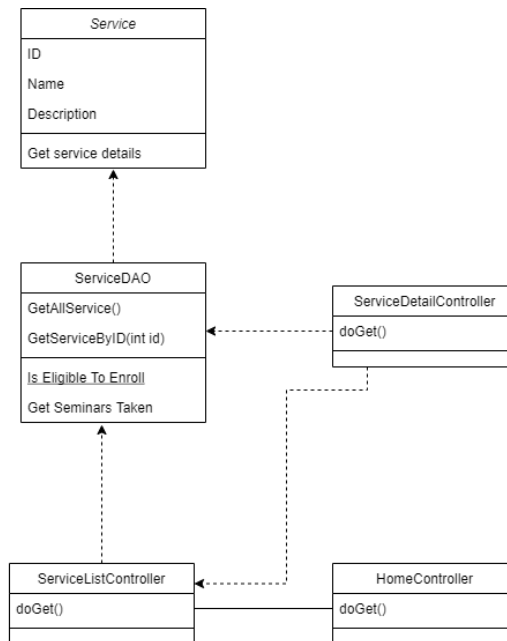 Service
ID
Name
Description
Get service details
ServiceDAO
GetAllService()
GetServiceByID(int id)
Is Eligible To Enroll
Get Seminars Taken
ServiceDetailController
doGet()
ServiceListController
doGet()
HomeController
doGet()